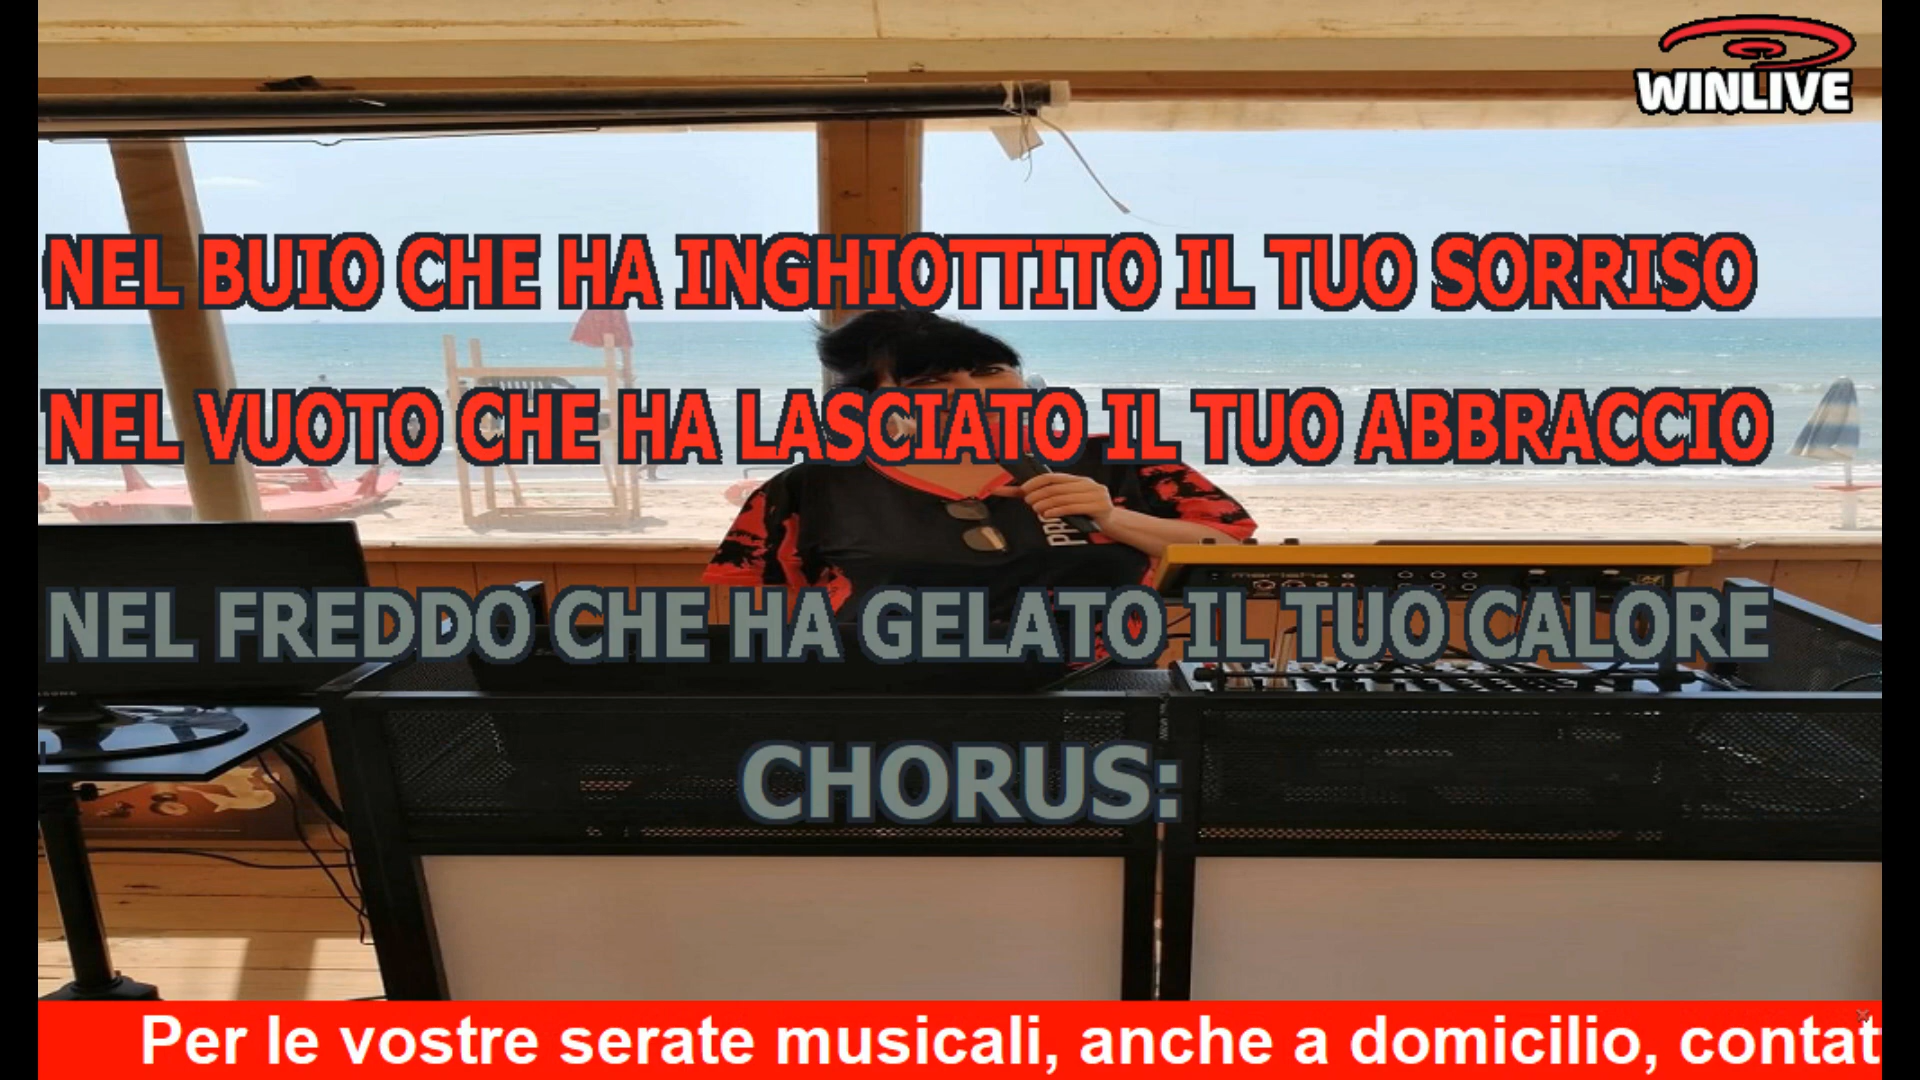 WINLIVE
NEL BUIO CHE HA INGHIOTTITO IL TUO SORRISO
NEL VUOTO CHE HA LASCIATO IL TUO ABBRACCIO
NEL FREDDO CHE HA GELATO IL TUO CALORE
CHORUS:
Per le vostre serate musicali, anche a domicilio, contat